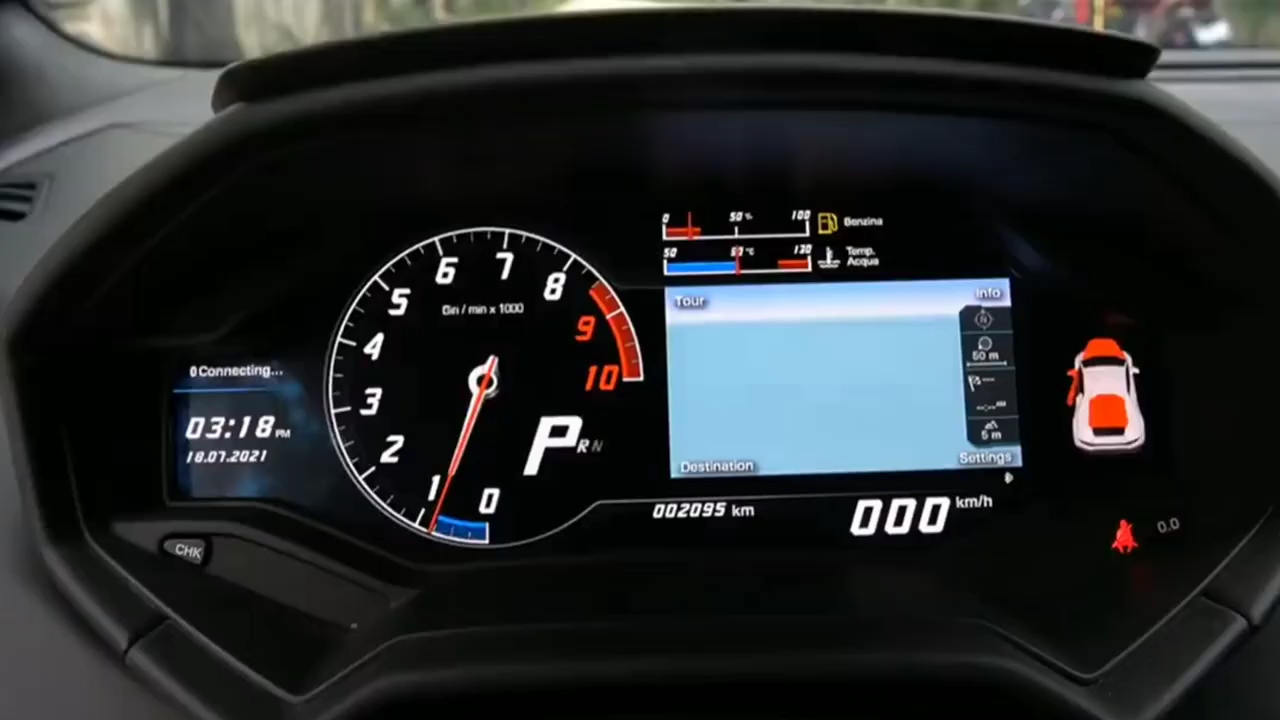 0 50 % 100 Benzina
50 °C 130 Temp. Acqua
Tour Info
N
50 m
5 m
Destination Settings
0 1 2 3 4 5 6 7 8 9 10
Giri / min x 1000
P R N
0 Connecting...
03:18 PM
18.07.2021
002095 km
000 km/h
CHK
0.0